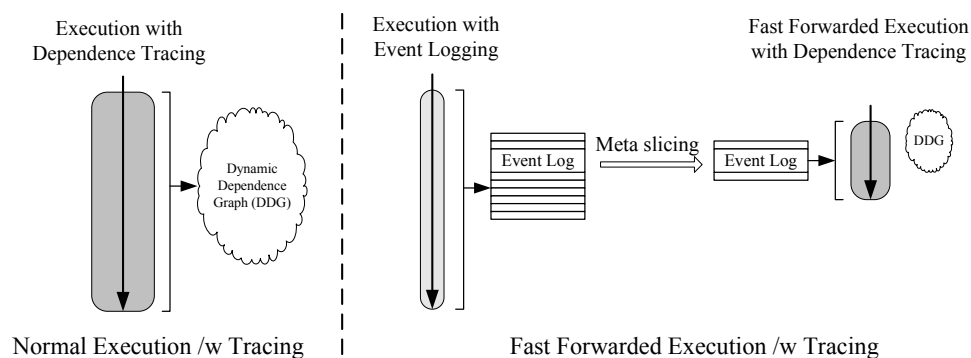 Execution with
Dependence Tracing
Dynamic
Dependence
Graph (DDG)
Normal Execution /w Tracing
Execution with
Event Logging
Event Log
Meta slicing
Event Log
Fast Forwarded Execution
with Dependence Tracing
DDG
Fast Forwarded Execution /w Tracing